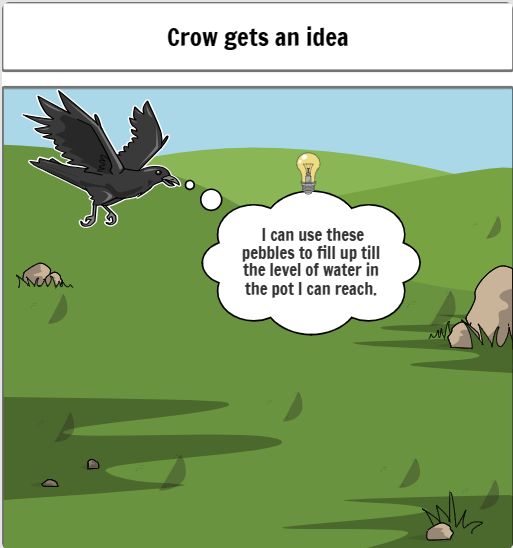 Crow gets an idea
I can use these
pebbles to fill up till
the level of water in
the pot I can reach.